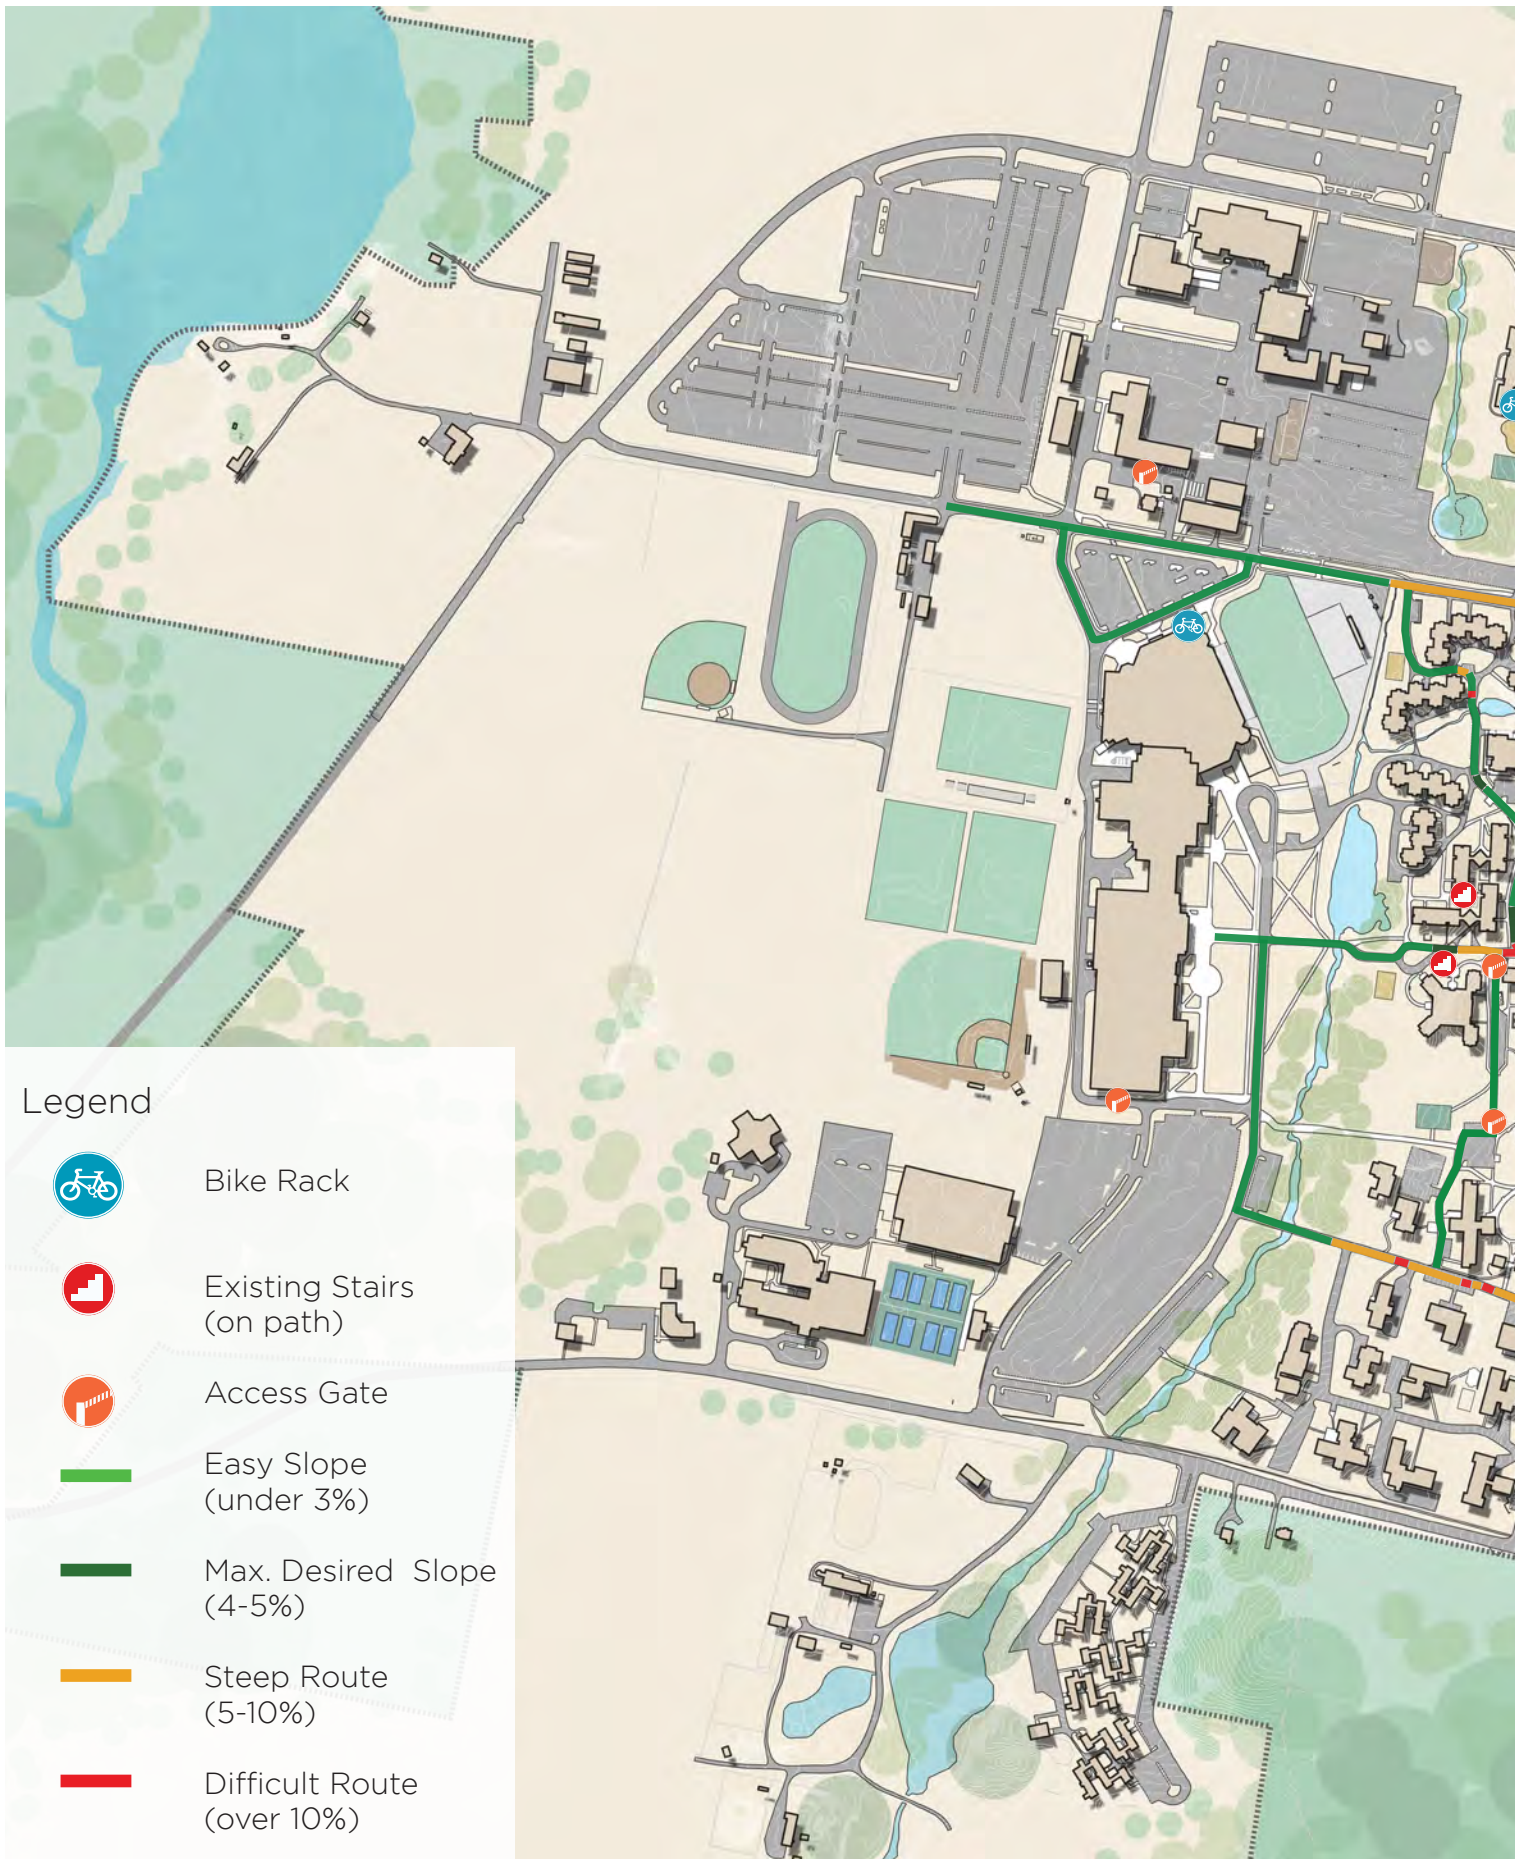 Legend
Bike Rack
Existing Stairs
(on path)
Access Gate
Easy Slope
(under 3%)
Max. Desired Slope
(4-5%)
Steep Route
(5-10%)
Difficult Route
(over 10%)